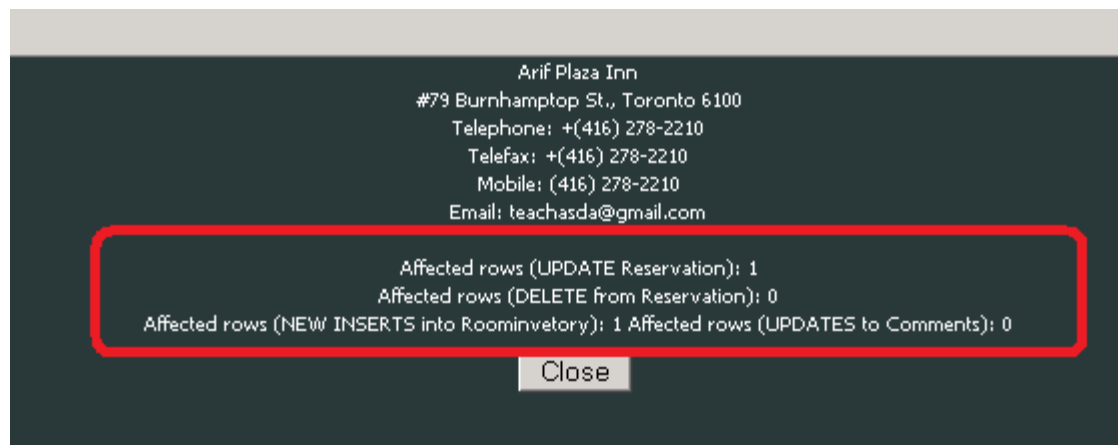 Arif Plaza Inn
#79 Burnhamptop St., Toronto 6100
Telephone: +(416) 278-2210
Telefax: +(416) 278-2210
Mobile: (416) 278-2210
Email: teachasda@gmail.com
Affected rows (UPDATE Reservation): 1
Affected rows (DELETE from Reservation): 0
Affected rows (NEW INSERTS into Roominvetory): 1 Affected rows (UPDATES to Comments): 0
Close